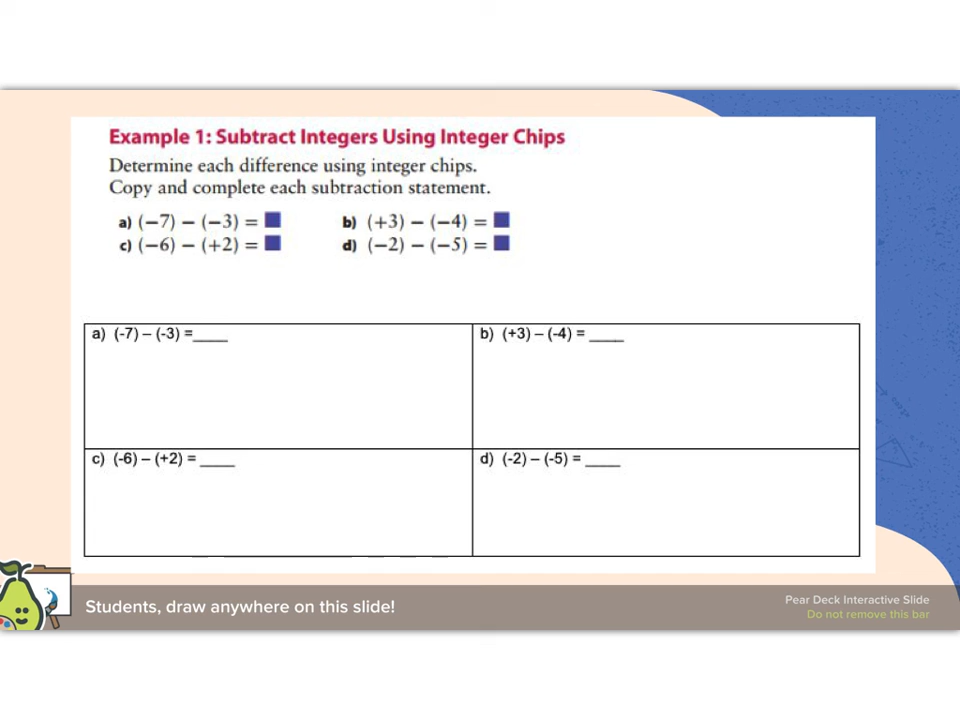 Example 1: Subtract Integers Using Integer Chips
Determine each difference using integer chips.
Copy and complete each subtraction statement.
a) (−7) − (−3) = ■ b) (+3) − (−4) = ■
c) (−6) − (+2) = ■ d) (−2) − (−5) = ■
a) (-7) – (-3) =____ b) (+3) – (-4) = ____
c) (-6) – (+2) = ____ d) (-2) – (-5) = ____
Students, draw anywhere on this slide!
Pear Deck Interactive Slide
Do not remove this bar